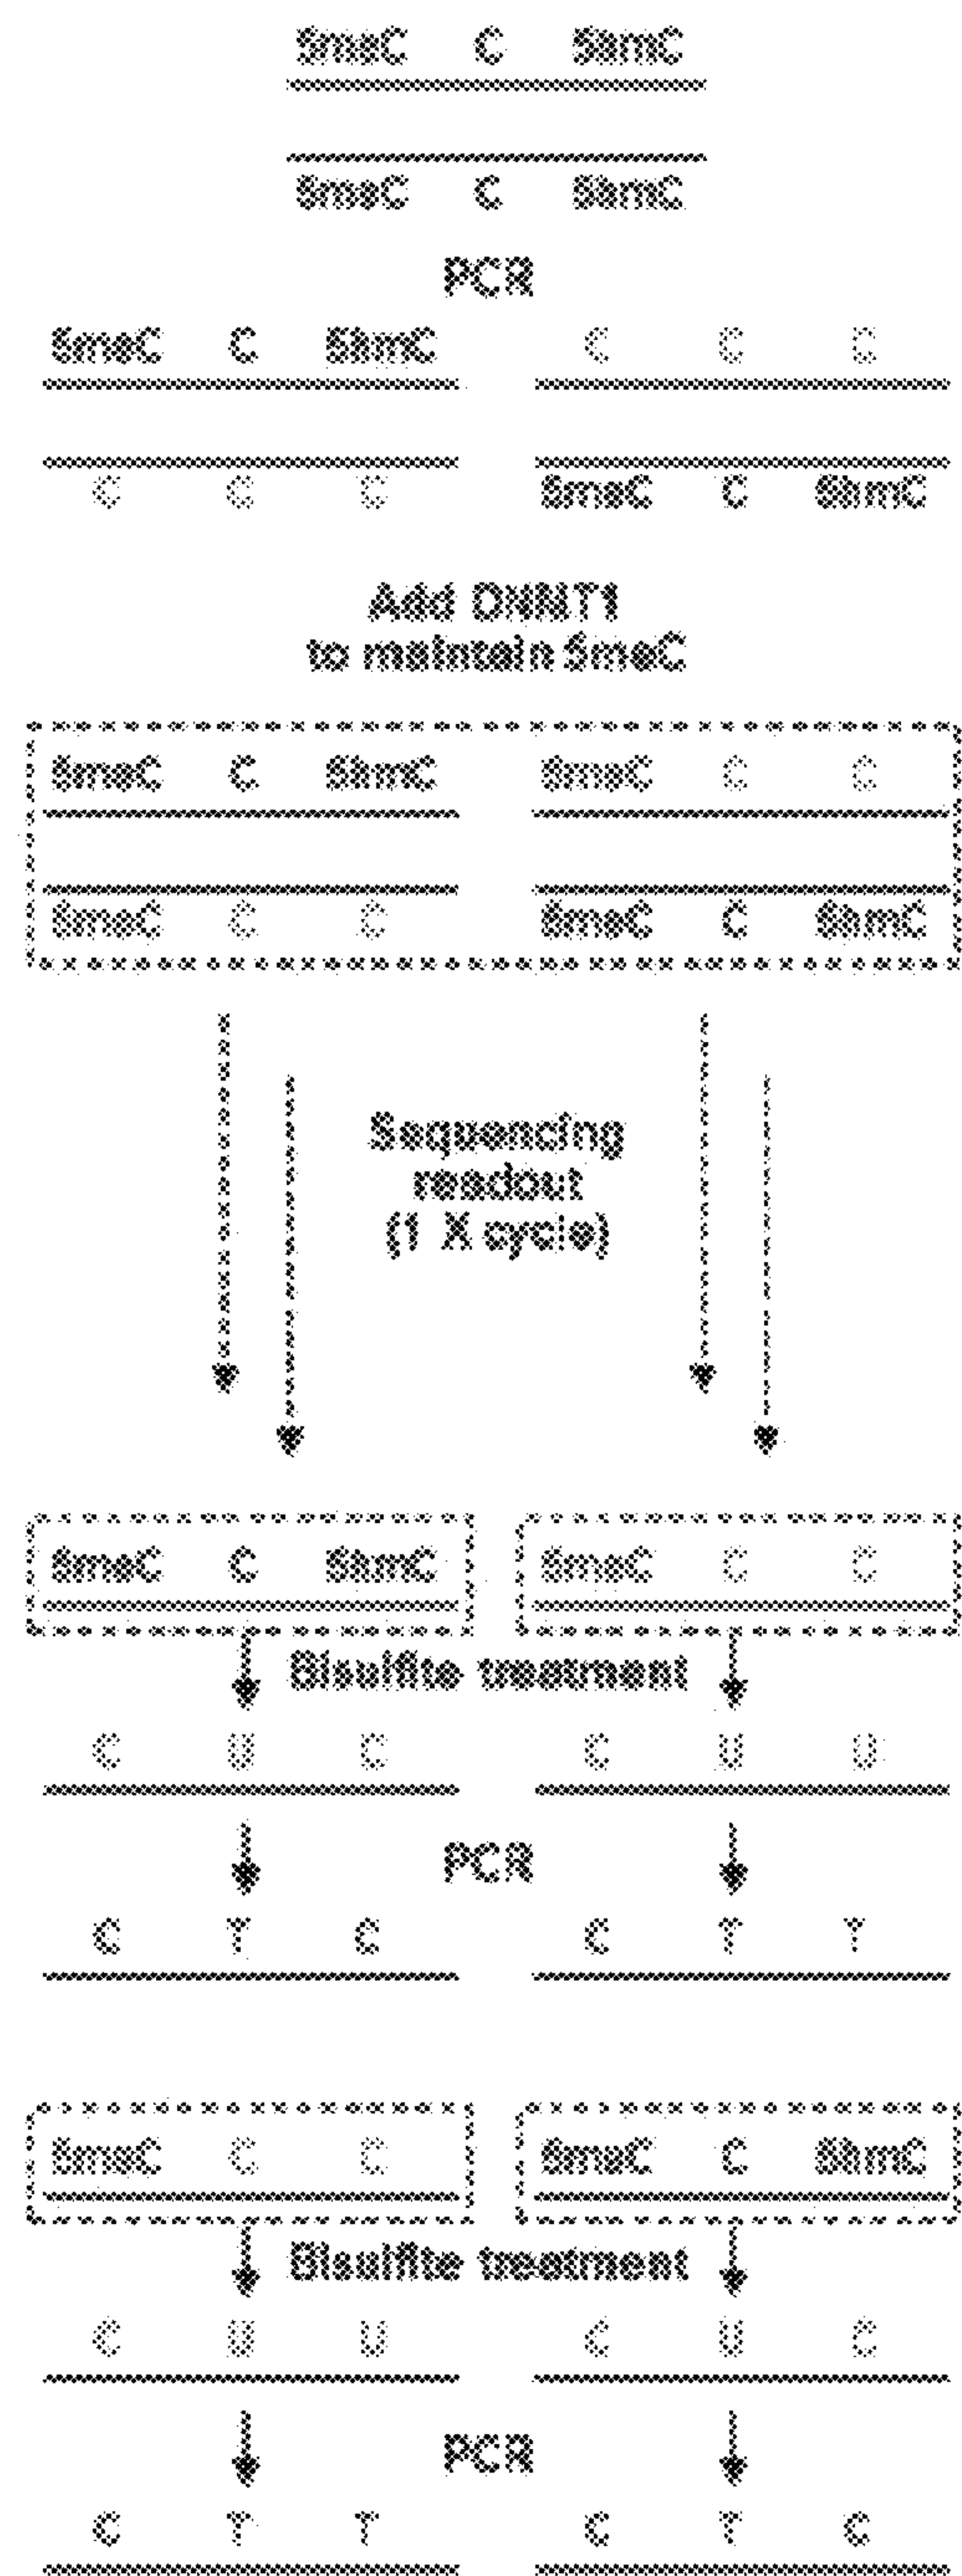 5meC C 5hmC
5meC C 5hmC
PCR
5meC C 5hmC C C C
C C C 5meC C 5hmC
Add DNMT1
to maintain 5meC
5meC C 5hmC 5meC C C
5meC C C 5meC C 5hmC
Sequencing
readout
(1 X cycle)
5meC C 5hmC 5meC C C
Bisulfite treatment
C U C C U U
PCR
C T C C T T
5meC C C 5meC C 5hmC
Bisulfite treatment
C U U C U C
PCR
C T T C T C